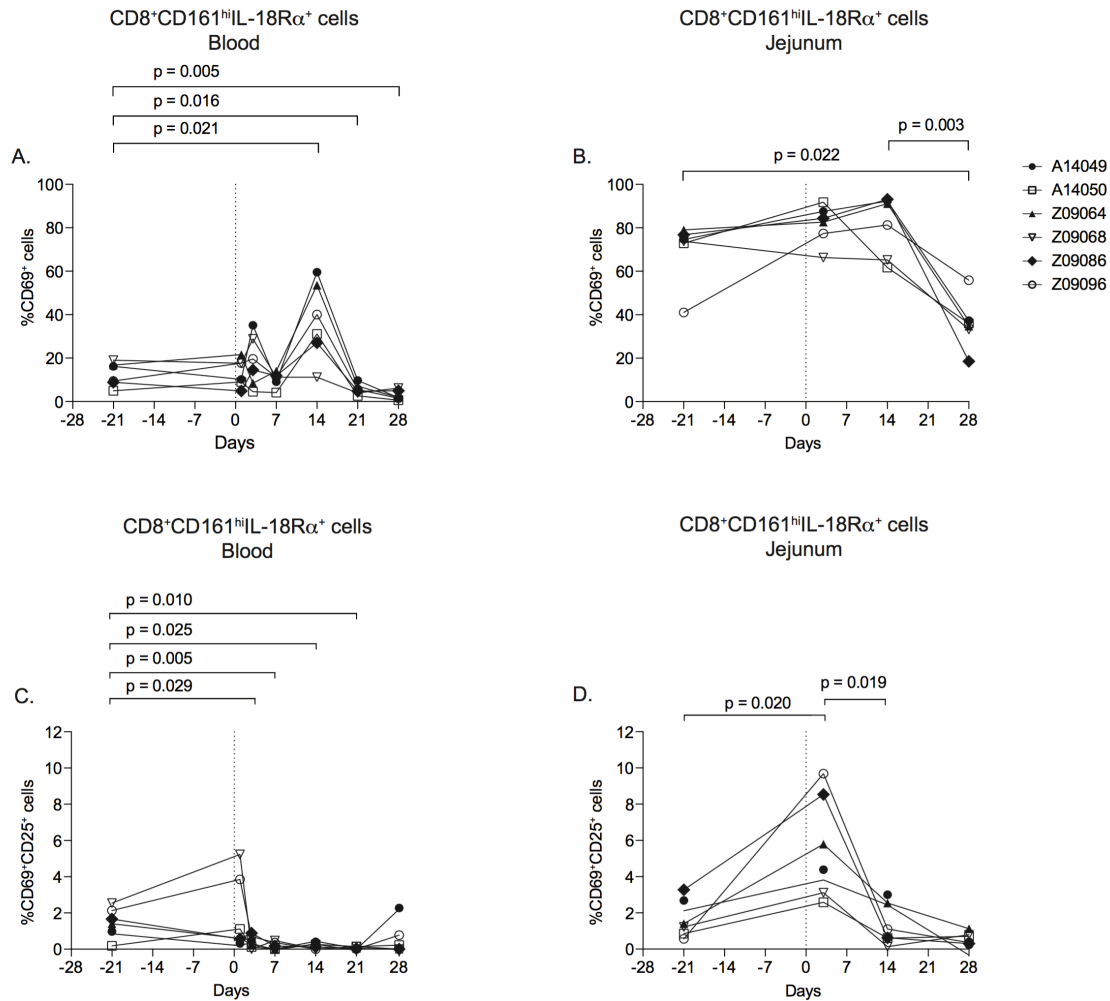 CD8⁺CD161ʰⁱIL-18Rα⁺ cells
Blood
p = 0.005
p = 0.016
p = 0.021
A.
100
80
60
40
20
0
%CD69⁺ cells
-28 -21 -14 -7 0 7 14 21 28
Days
CD8⁺CD161ʰⁱIL-18Rα⁺ cells
Jejunum
p = 0.003
p = 0.022
B.
100
80
60
40
20
0
%CD69⁺ cells
-28 -21 -14 -7 0 7 14 21 28
Days
A14049
A14050
Z09064
Z09068
Z09086
Z09096
CD8⁺CD161ʰⁱIL-18Rα⁺ cells
Blood
p = 0.010
p = 0.025
p = 0.005
p = 0.029
C.
12
10
8
6
4
2
0
%CD69⁺CD25⁺ cells
-28 -21 -14 -7 0 7 14 21 28
Days
CD8⁺CD161ʰⁱIL-18Rα⁺ cells
Jejunum
p = 0.019
p = 0.020
D.
12
10
8
6
4
2
0
%CD69⁺CD25⁺ cells
-28 -21 -14 -7 0 7 14 21 28
Days